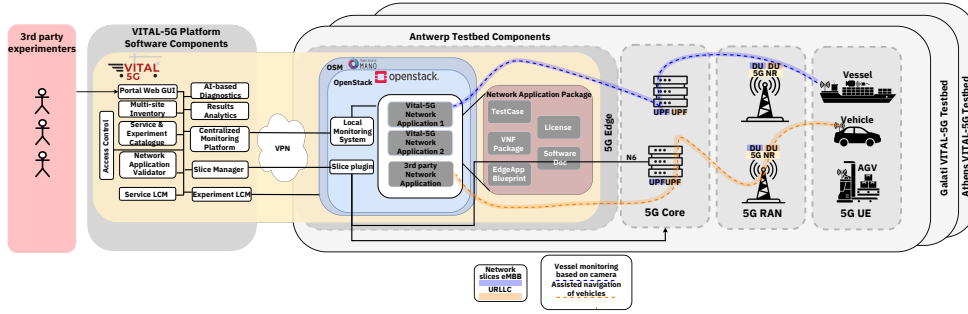 3rd party
experimenters
VITAL-5G Platform
Software Components
VITAL
5G
Portal Web GUI
AI-based
Diagnostics
Multi-site
Inventory
Results
Analytics
Service &
Experiment
Catalogue
Centralized
Monitoring
Platform
Network
Application
Validator
Slice Manager
Service LCM
Experiment LCM
Access Control
VPN
Antwerp Testbed Components
OSM
Open Source
MANO
OpenStack
openstack.
Local
Monitoring
System
Slice plugin
Vital-5G
Network
Application 1
Vital-5G
Network
Application 2
3rd party
Network
Application
Network Application Package
TestCase
License
VNF
Package
Software
Doc
EdgeApp
Blueprint
5G Edge
N6
UPF UPF
UPF UPF
5G Core
DU DU
5G NR
DU DU
5G NR
5G RAN
Vessel
Vehicle
AGV
5G UE
Galati VITAL-5G Testbed
Athens VITAL-5G Testbed
Network
slices eMBB
URLLC
Vessel monitoring
based on camera
Assisted navigation
of vehicles